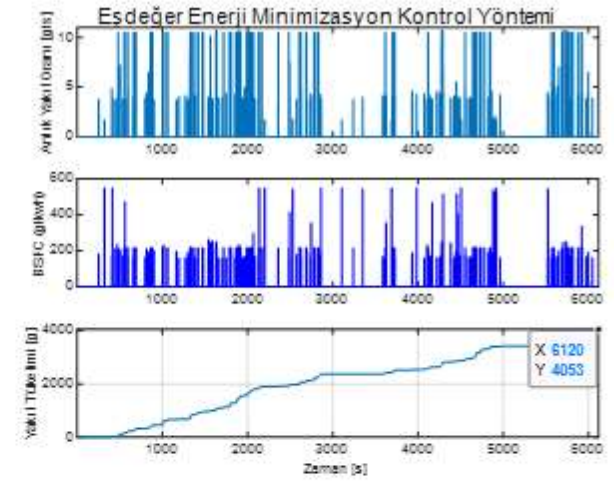 Eşdeğer Enerji Minimizasyon Kontrol Yöntemi
Anlık Yakıt Oranı [g/s]
10
5
0
1000 2000 3000 4000 5000 6000
BSFC (g/kwh)
600
400
200
0
1000 2000 3000 4000 5000 6000
Yakıt Tüketimi [g]
4000
2000
0
X 6120
Y 4053
0 1000 2000 3000 4000 5000 6000
Zaman [s]